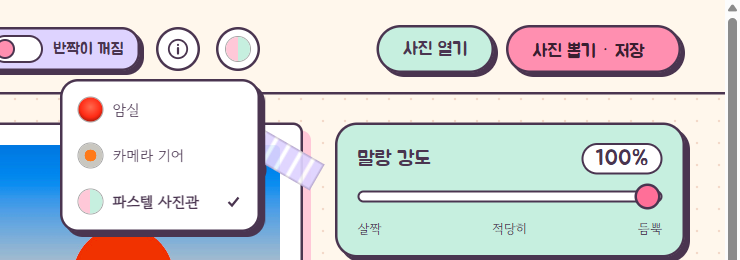 반짝이 꺼짐
사진 열기
사진 뽑기 · 저장
암실
카메라 기어
파스텔 사진관
말랑 강도
100%
살짝
적당히
듬뿍